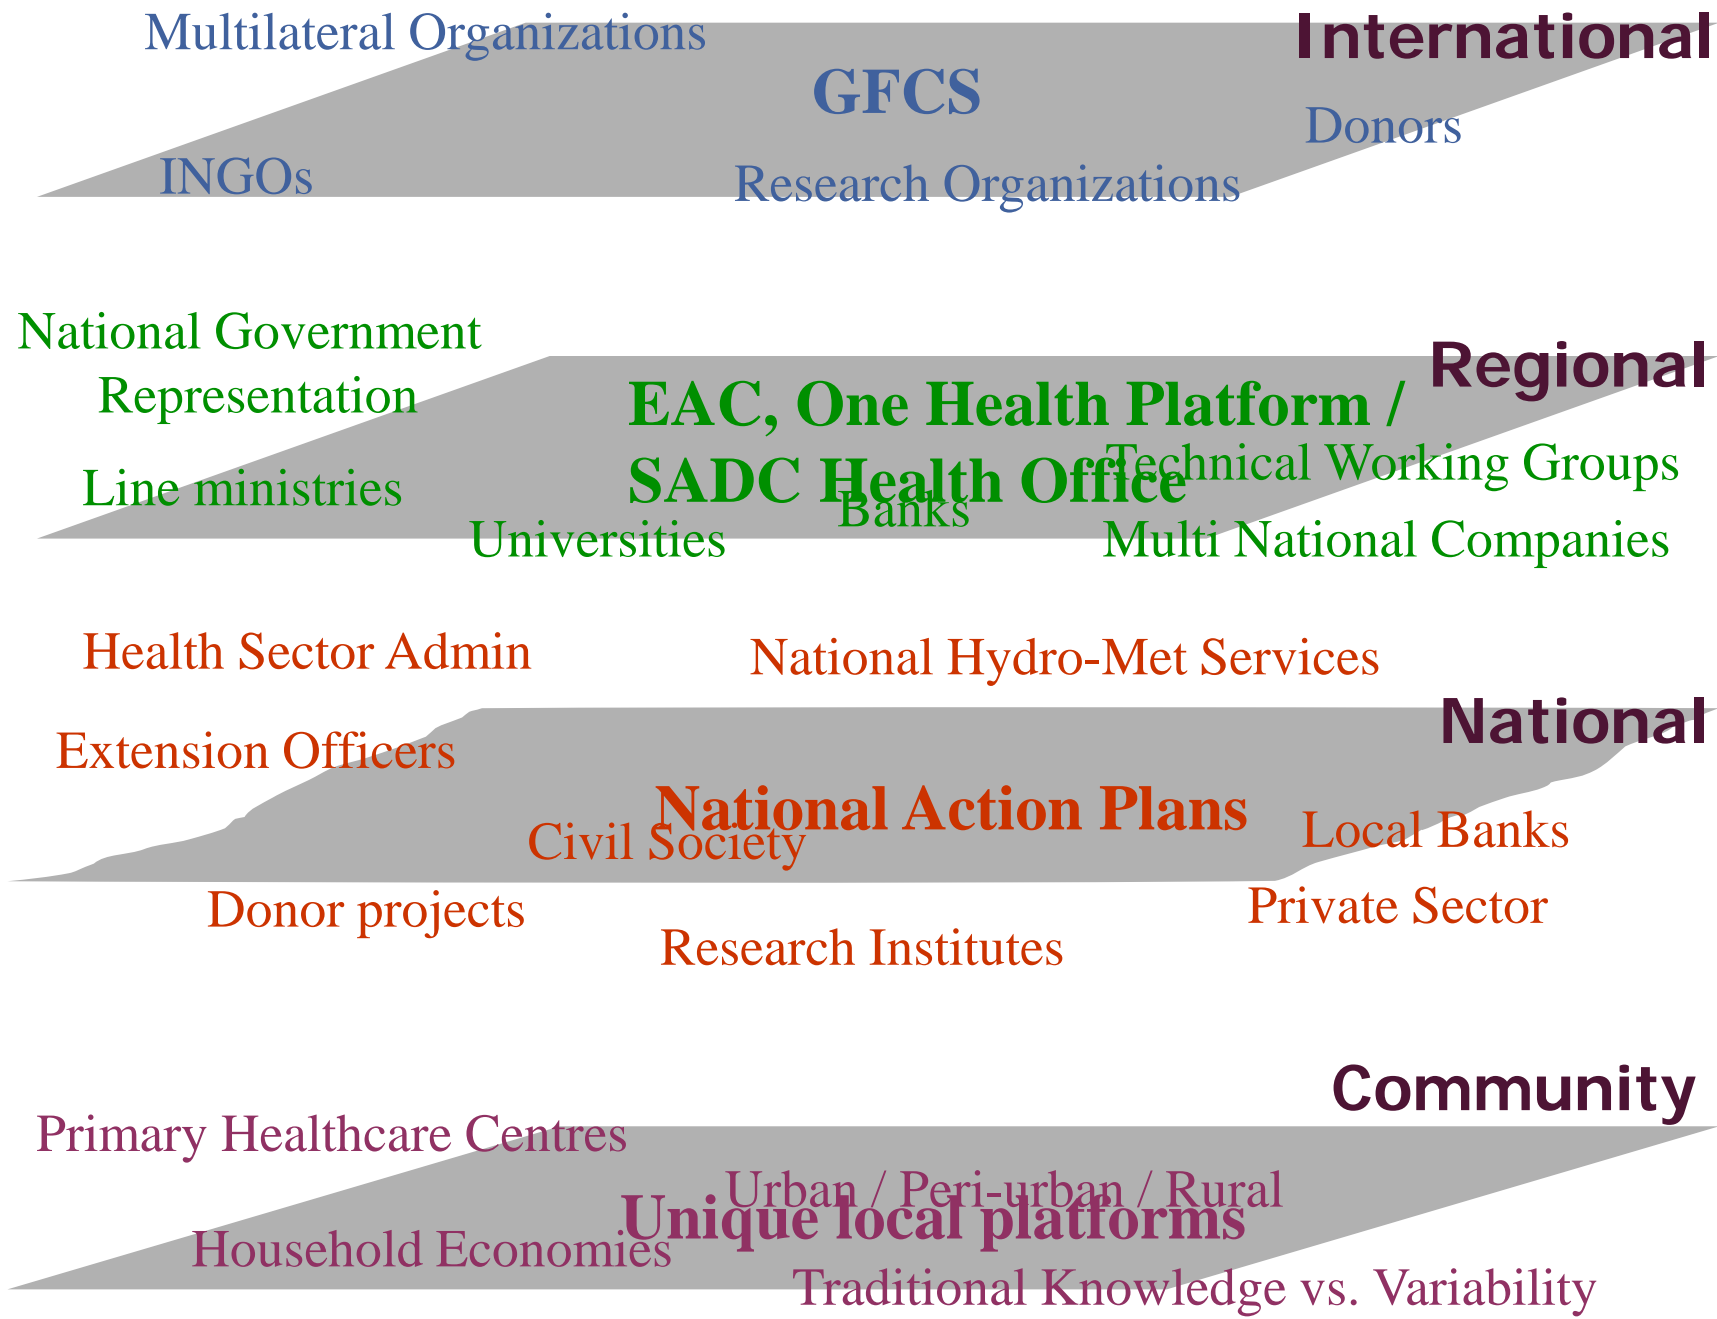 Multilateral Organizations
International
GFCS
Donors
INGOs
Research Organizations
National Government
Representation
Regional
EAC, One Health Platform /
SADC Health Office
Technical Working Groups
Line ministries
Banks
Universities
Multi National Companies
Health Sector Admin
National Hydro-Met Services
National
Extension Officers
National Action Plans
Civil Society
Local Banks
Donor projects
Private Sector
Research Institutes
Community
Primary Healthcare Centres
Urban / Peri-urban / Rural
Unique local platforms
Household Economies
Traditional Knowledge vs. Variability